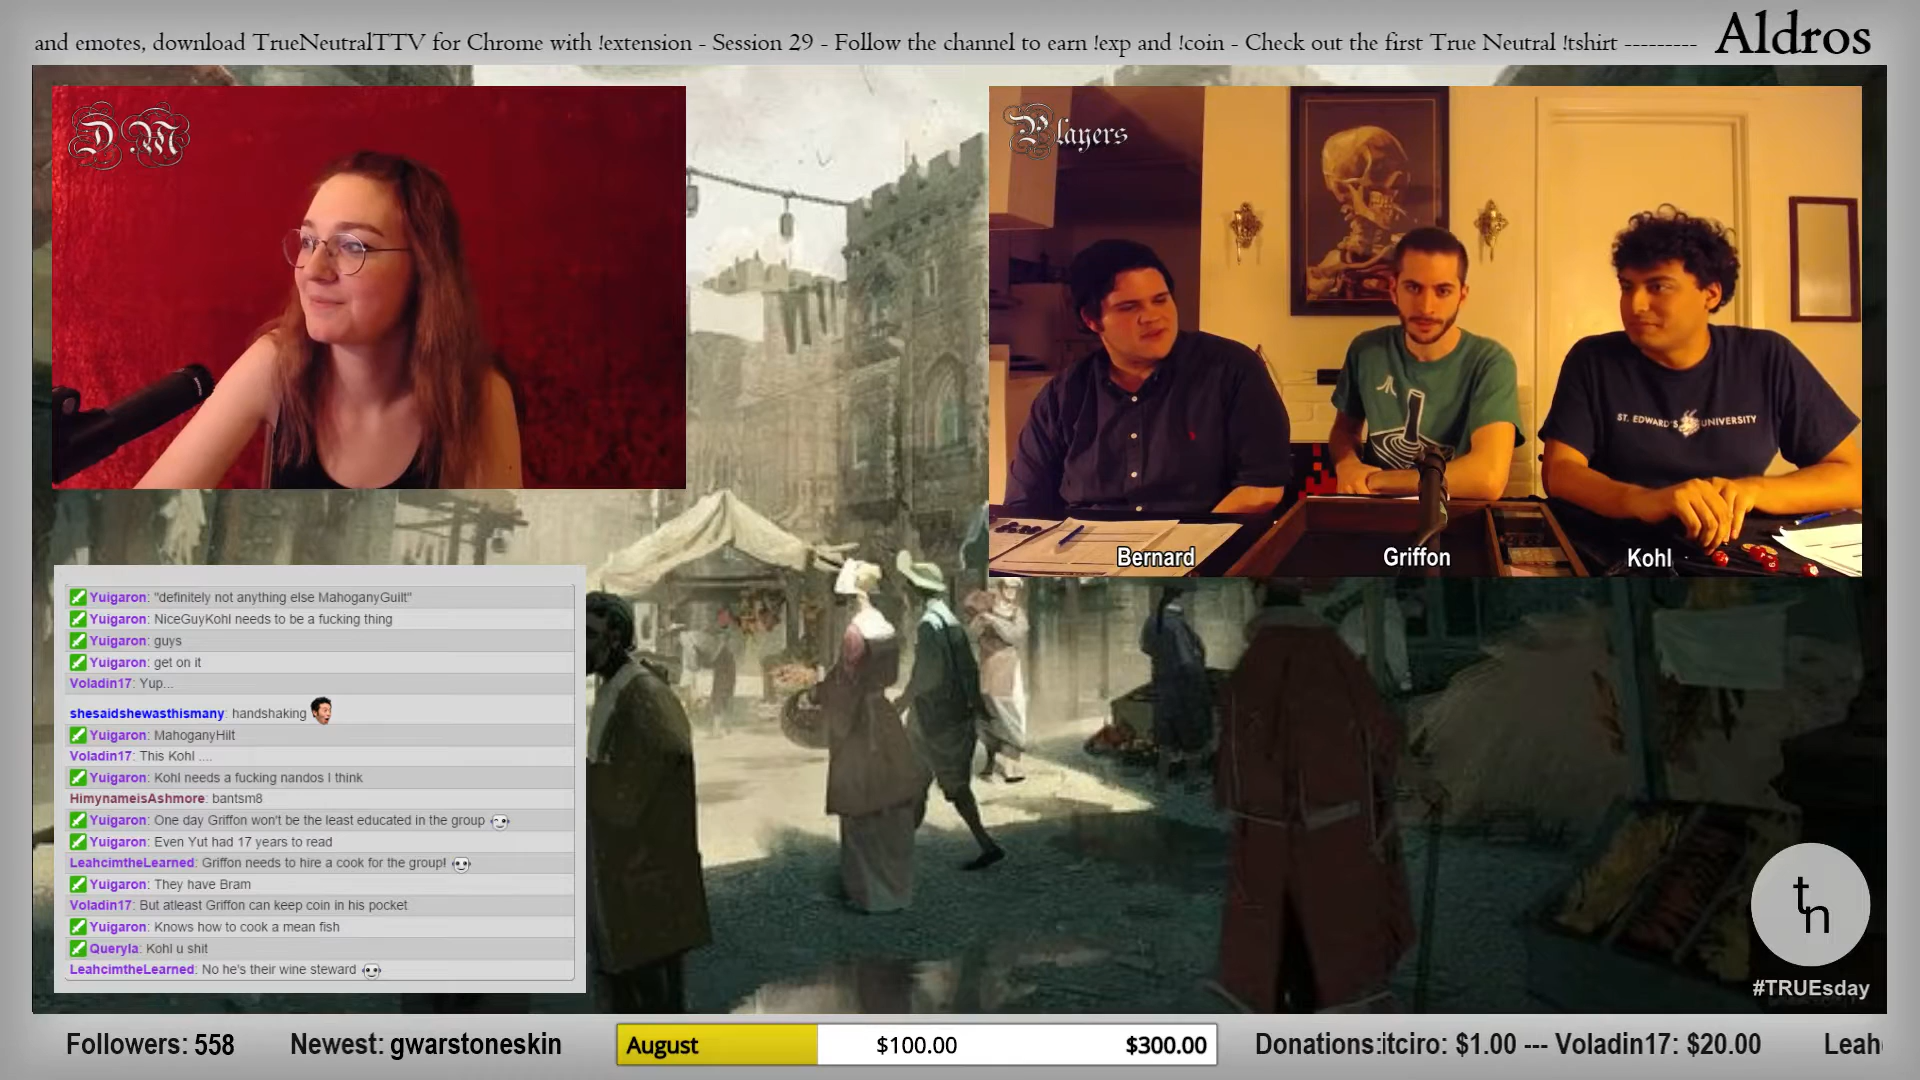 and emotes, download TrueNeutralTTV for Chrome with !extension - Session 29 - Follow the channel to earn !exp and !coin - Check out the first True Neutral !tshirt ---------
Aldros
DM
Players
ST. EDWARD'S UNIVERSITY
Bernard
Griffon
Kohl
Yuigaron: "definitely not anything else MahoganyGuilt"
Yuigaron: NiceGuyKohl needs to be a fucking thing
Yuigaron: guys
Yuigaron: get on it
Voladin17: Yup...
shesaidshewasthismany: handshaking
Yuigaron: MahoganyHilt
Voladin17: This Kohl ....
Yuigaron: Kohl needs a fucking nandos I think
HimynameisAshmore: bantsm8
Yuigaron: One day Griffon won't be the least educated in the group
Yuigaron: Even Yut had 17 years to read
LeahcimtheLearned: Griffon needs to hire a cook for the group!
Yuigaron: They have Bram
Voladin17: But atleast Griffon can keep coin in his pocket
Yuigaron: Knows how to cook a mean fish
Queryla: Kohl u shit
LeahcimtheLearned: No he's their wine steward
tn
#TRUEsday
Followers: 558
Newest: gwarstoneskin
August $100.00 $300.00
Donations: itciro: $1.00 --- Voladin17: $20.00 Leah